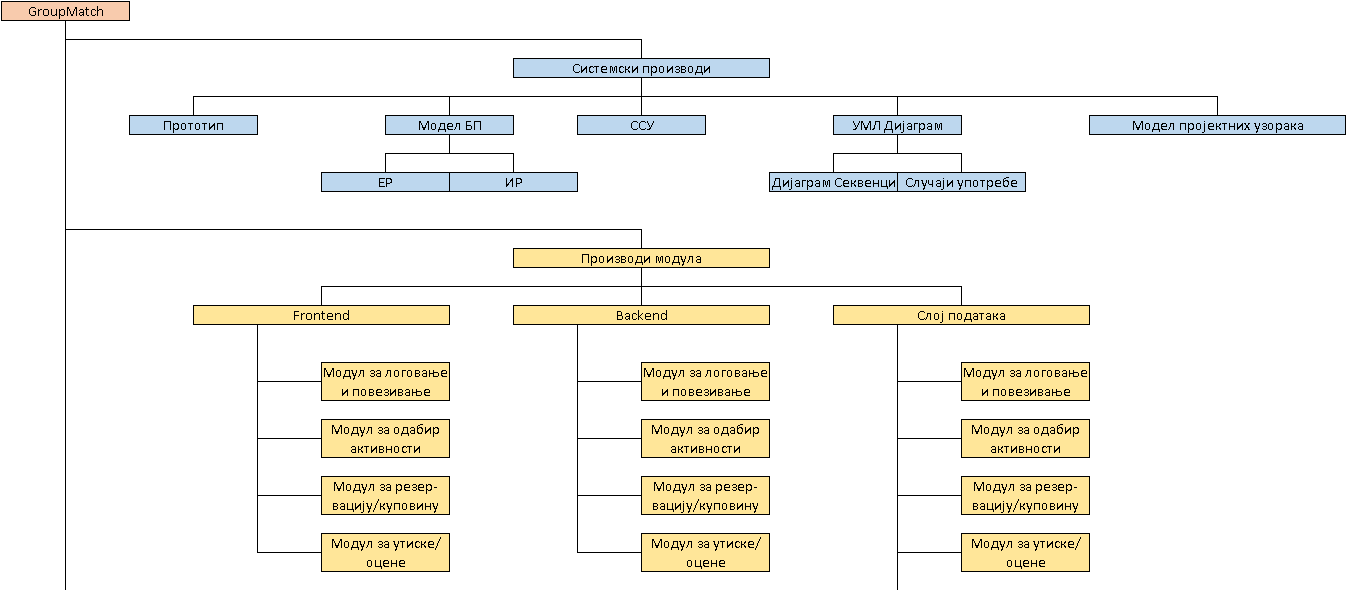 GroupMatch
Системски производи
Прототип
Модел БП
ССУ
УМЛ Дијаграм
Модел пројектних узорака
ЕР
ИР
Дијаграм Секвенци
Случаји употребе
Производи модула
Frontend
Backend
Слој података
Модул за логовање
и повезивање
Модул за логовање
и повезивање
Модул за логовање
и повезивање
Модул за одабир
активности
Модул за одабир
активности
Модул за одабир
активности
Модул за резер-
вацију/куповину
Модул за резер-
вацију/куповину
Модул за резер-
вацију/куповину
Модул за утиске/
оцене
Модул за утиске/
оцене
Модул за утиске/
оцене